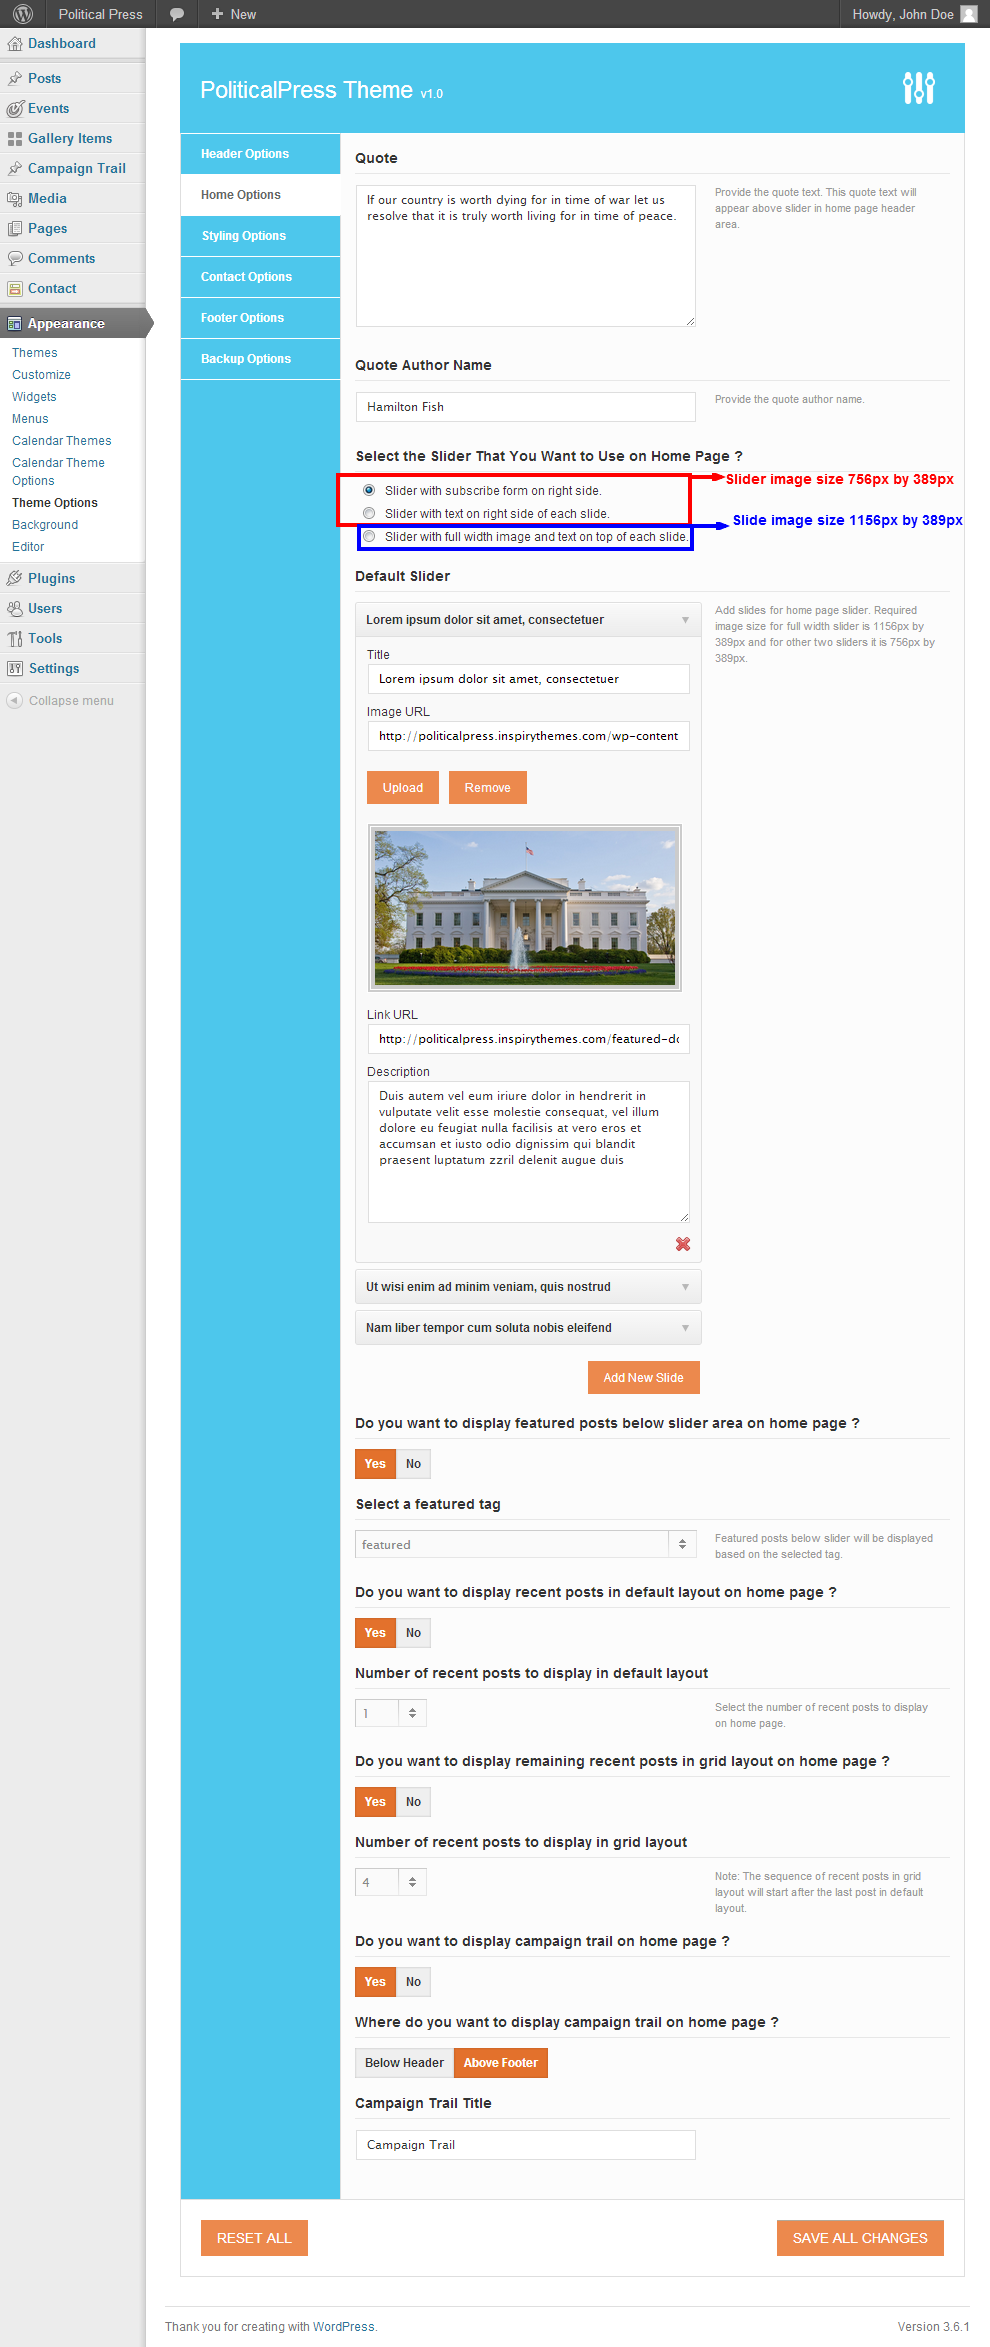 Political Press
New
Howdy, John Doe
Dashboard
Posts
Events
Gallery Items
Campaign Trail
Media
Pages
Comments
Contact
Appearance
Themes
Customize
Widgets
Menus
Calendar Themes
Calendar Theme
Options
Theme Options
Background
Editor
Plugins
Users
Tools
Settings
Collapse menu
PoliticalPress Theme v1.0
Header Options
Home Options
Styling Options
Contact Options
Footer Options
Backup Options
Quote
If our country is worth dying for in time of war let us
resolve that it is truly worth living for in time of peace.
Provide the quote text. This quote text will
appear above slider in home page header
area.
Quote Author Name
Hamilton Fish
Provide the quote author name.
Select the Slider That You Want to Use on Home Page ?
Slider with subscribe form on right side.
Slider with text on right side of each slide.
Slider with full width image and text on top of each slide.
Slider image size 756px by 389px
Slide image size 1156px by 389px
Default Slider
Lorem ipsum dolor sit amet, consectetuer
Add slides for home page slider. Required
image size for full width slider is 1156px by
389px and for other two sliders it is 756px by
389px.
Title
Lorem ipsum dolor sit amet, consectetuer
Image URL
http://politicalpress.inspirythemes.com/wp-content
Upload
Remove
Link URL
http://politicalpress.inspirythemes.com/featured-do
Description
Duis autem vel eum iriure dolor in hendrerit in
vulputate velit esse molestie consequat, vel illum
dolore eu feugiat nulla facilisis at vero eros et
accumsan et iusto odio dignissim qui blandit
praesent luptatum zzril delenit augue duis
Ut wisi enim ad minim veniam, quis nostrud
Nam liber tempor cum soluta nobis eleifend
Add New Slide
Do you want to display featured posts below slider area on home page ?
Yes No
Select a featured tag
featured
Featured posts below slider will be displayed
based on the selected tag.
Do you want to display recent posts in default layout on home page ?
Yes No
Number of recent posts to display in default layout
1
Select the number of recent posts to display
on home page.
Do you want to display remaining recent posts in grid layout on home page ?
Yes No
Number of recent posts to display in grid layout
4
Note: The sequence of recent posts in grid
layout will start after the last post in default
layout.
Do you want to display campaign trail on home page ?
Yes No
Where do you want to display campaign trail on home page ?
Below Header Above Footer
Campaign Trail Title
Campaign Trail
RESET ALL
SAVE ALL CHANGES
Thank you for creating with WordPress.
Version 3.6.1